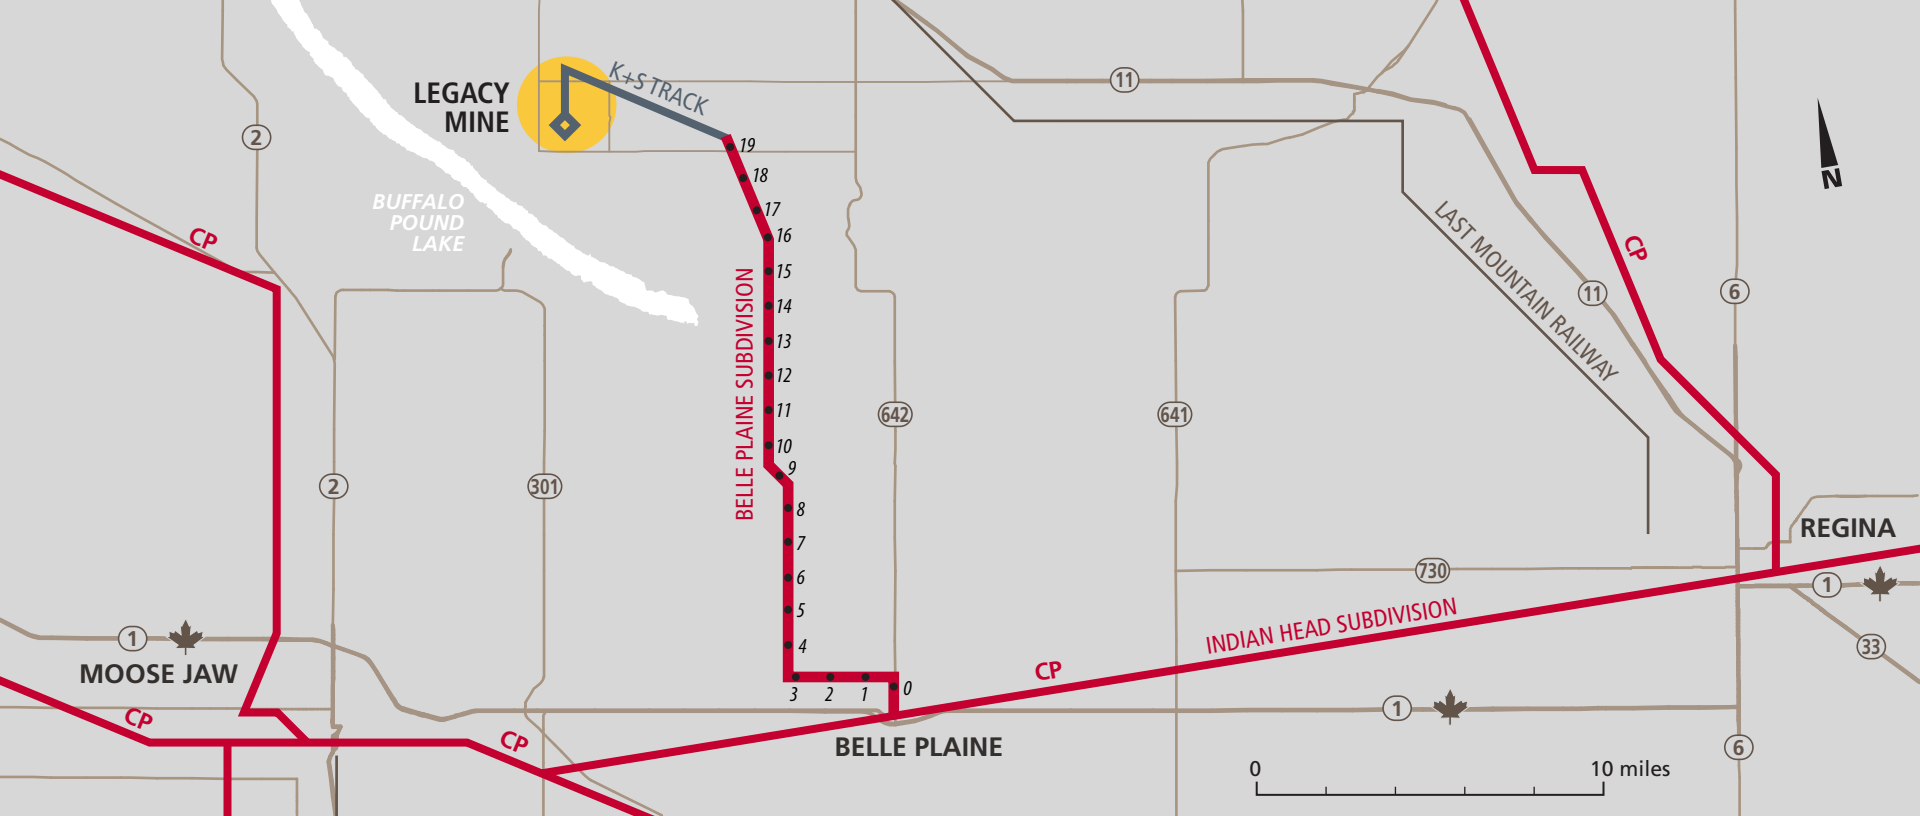 LEGACY
MINE
K+S TRACK
11
2
19
18
17
16
15
14
13
12
11
10
9
8
7
6
5
4
3
2
1
0
N
BUFFALO
POUND
LAKE
CP
CP
LAST MOUNTAIN RAILWAY
11
6
BELLE PLAINE SUBDIVISION
642
641
2
301
REGINA
730
1
33
INDIAN HEAD SUBDIVISION
1
MOOSE JAW
CP
CP
CP
1
BELLE PLAINE
6
0
10 miles